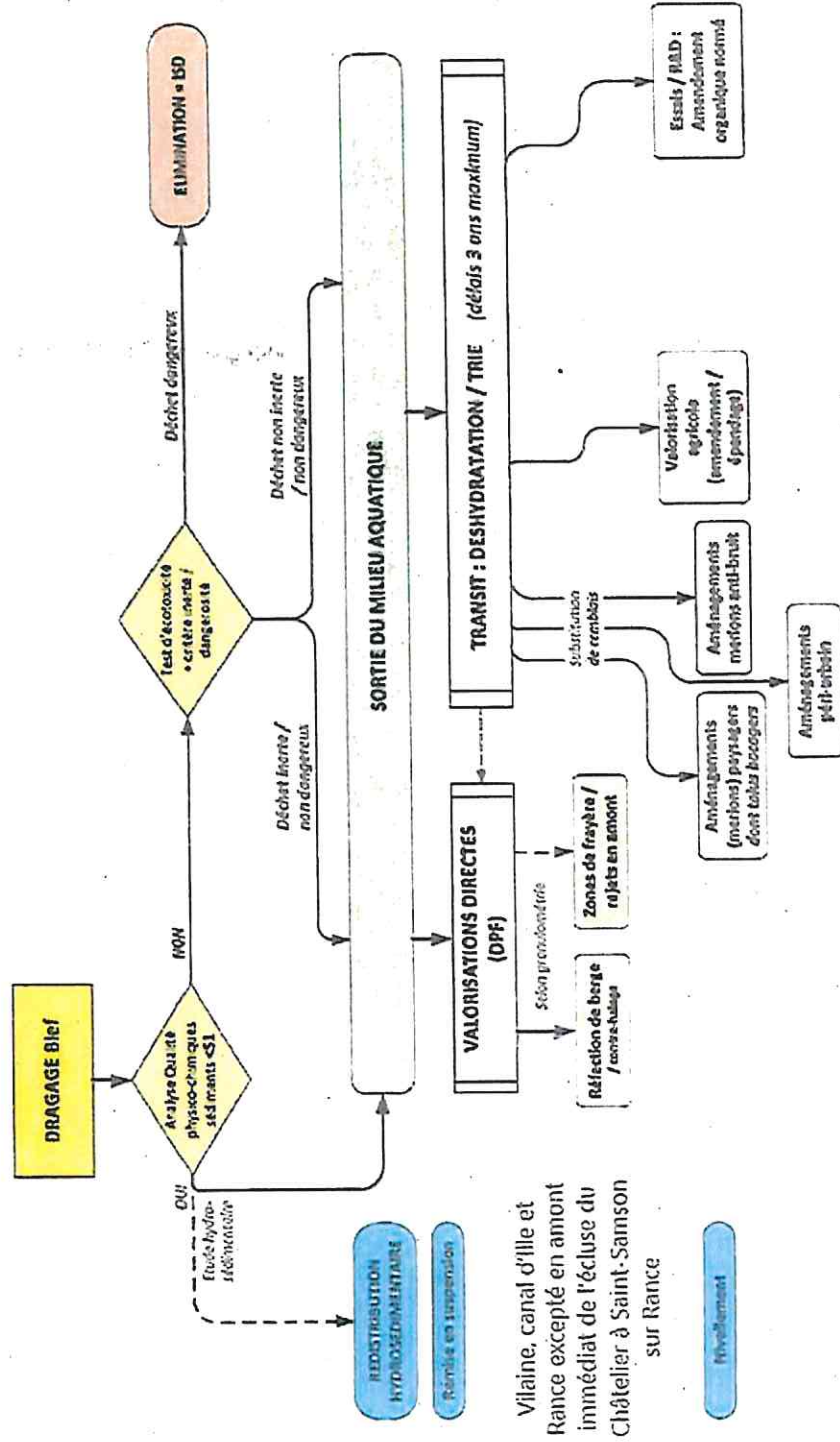 DRAGAGE Bief
Analyse Qualité
physico-chimiques
sédiments <S1
OUI
NON
Etude hydro-
sédimentaire
Test d'écotoxicité
+ critère inerte /
dangerosité
Déchet dangereux
ELIMINATION = ISD
Déchet inerte /
non dangereux
Déchet non inerte
/ non dangereux
REDISTRIBUTION
HYDROSEDIMENTAIRE
Remise en suspension
Vilaine, canal d'Ille et
Rance excepté en amont
immédiat de l'écluse du
Châtelier à Saint-Samson
sur Rance
Nivellement
SORTIE DU MILIEU AQUATIQUE
VALORISATIONS DIRECTES
(DPF)
TRANSIT : DESHYDRATATION / TRIE (délais 3 ans maximum)
Selon granulométrie
Réfection de berge
/ contre-halage
Zones de frayère /
rejets en amont
Substitution
de remblais
Aménagements
(merlons) paysagers
dont talus bocagers
Aménagements
péri-urbain
Aménagements
merlons anti-bruit
Valorisation
agricole
(amendement /
épandage)
Essais / R&D :
Amendement
organique normé